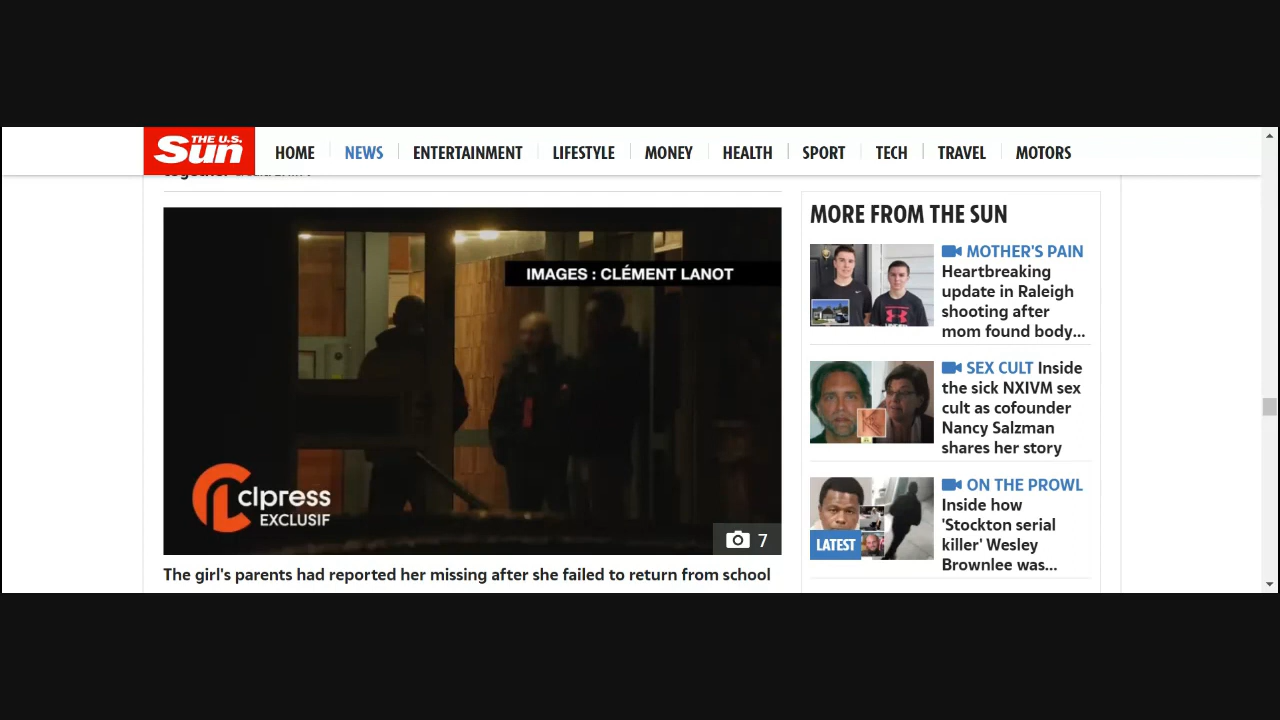 THE U.S.
Sun
HOME
NEWS
ENTERTAINMENT
LIFESTYLE
MONEY
HEALTH
SPORT
TECH
TRAVEL
MOTORS
IMAGES : CLÉMENT LANOT
clpress
EXCLUSIF
7
The girl's parents had reported her missing after she failed to return from school
MORE FROM THE SUN
MOTHER'S PAIN
Heartbreaking
update in Raleigh
shooting after
mom found body...
SEX CULT Inside
the sick NXIVM sex
cult as cofounder
Nancy Salzman
shares her story
LATEST
ON THE PROWL
Inside how
'Stockton serial
killer' Wesley
Brownlee was...